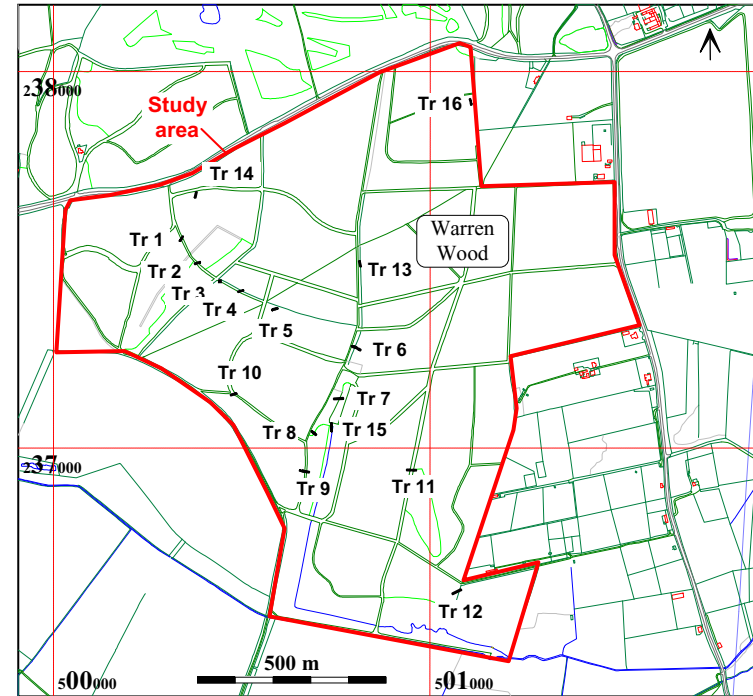 238000
Tr 16
Study
area
Tr 14
Tr 1
Warren
Wood
Tr 2
Tr 13
Tr 3
Tr 4
Tr 5
Tr 6
Tr 10
Tr 7
Tr 8
Tr 15
237000
Tr 9
Tr 11
Tr 12
500 m
500000
501000